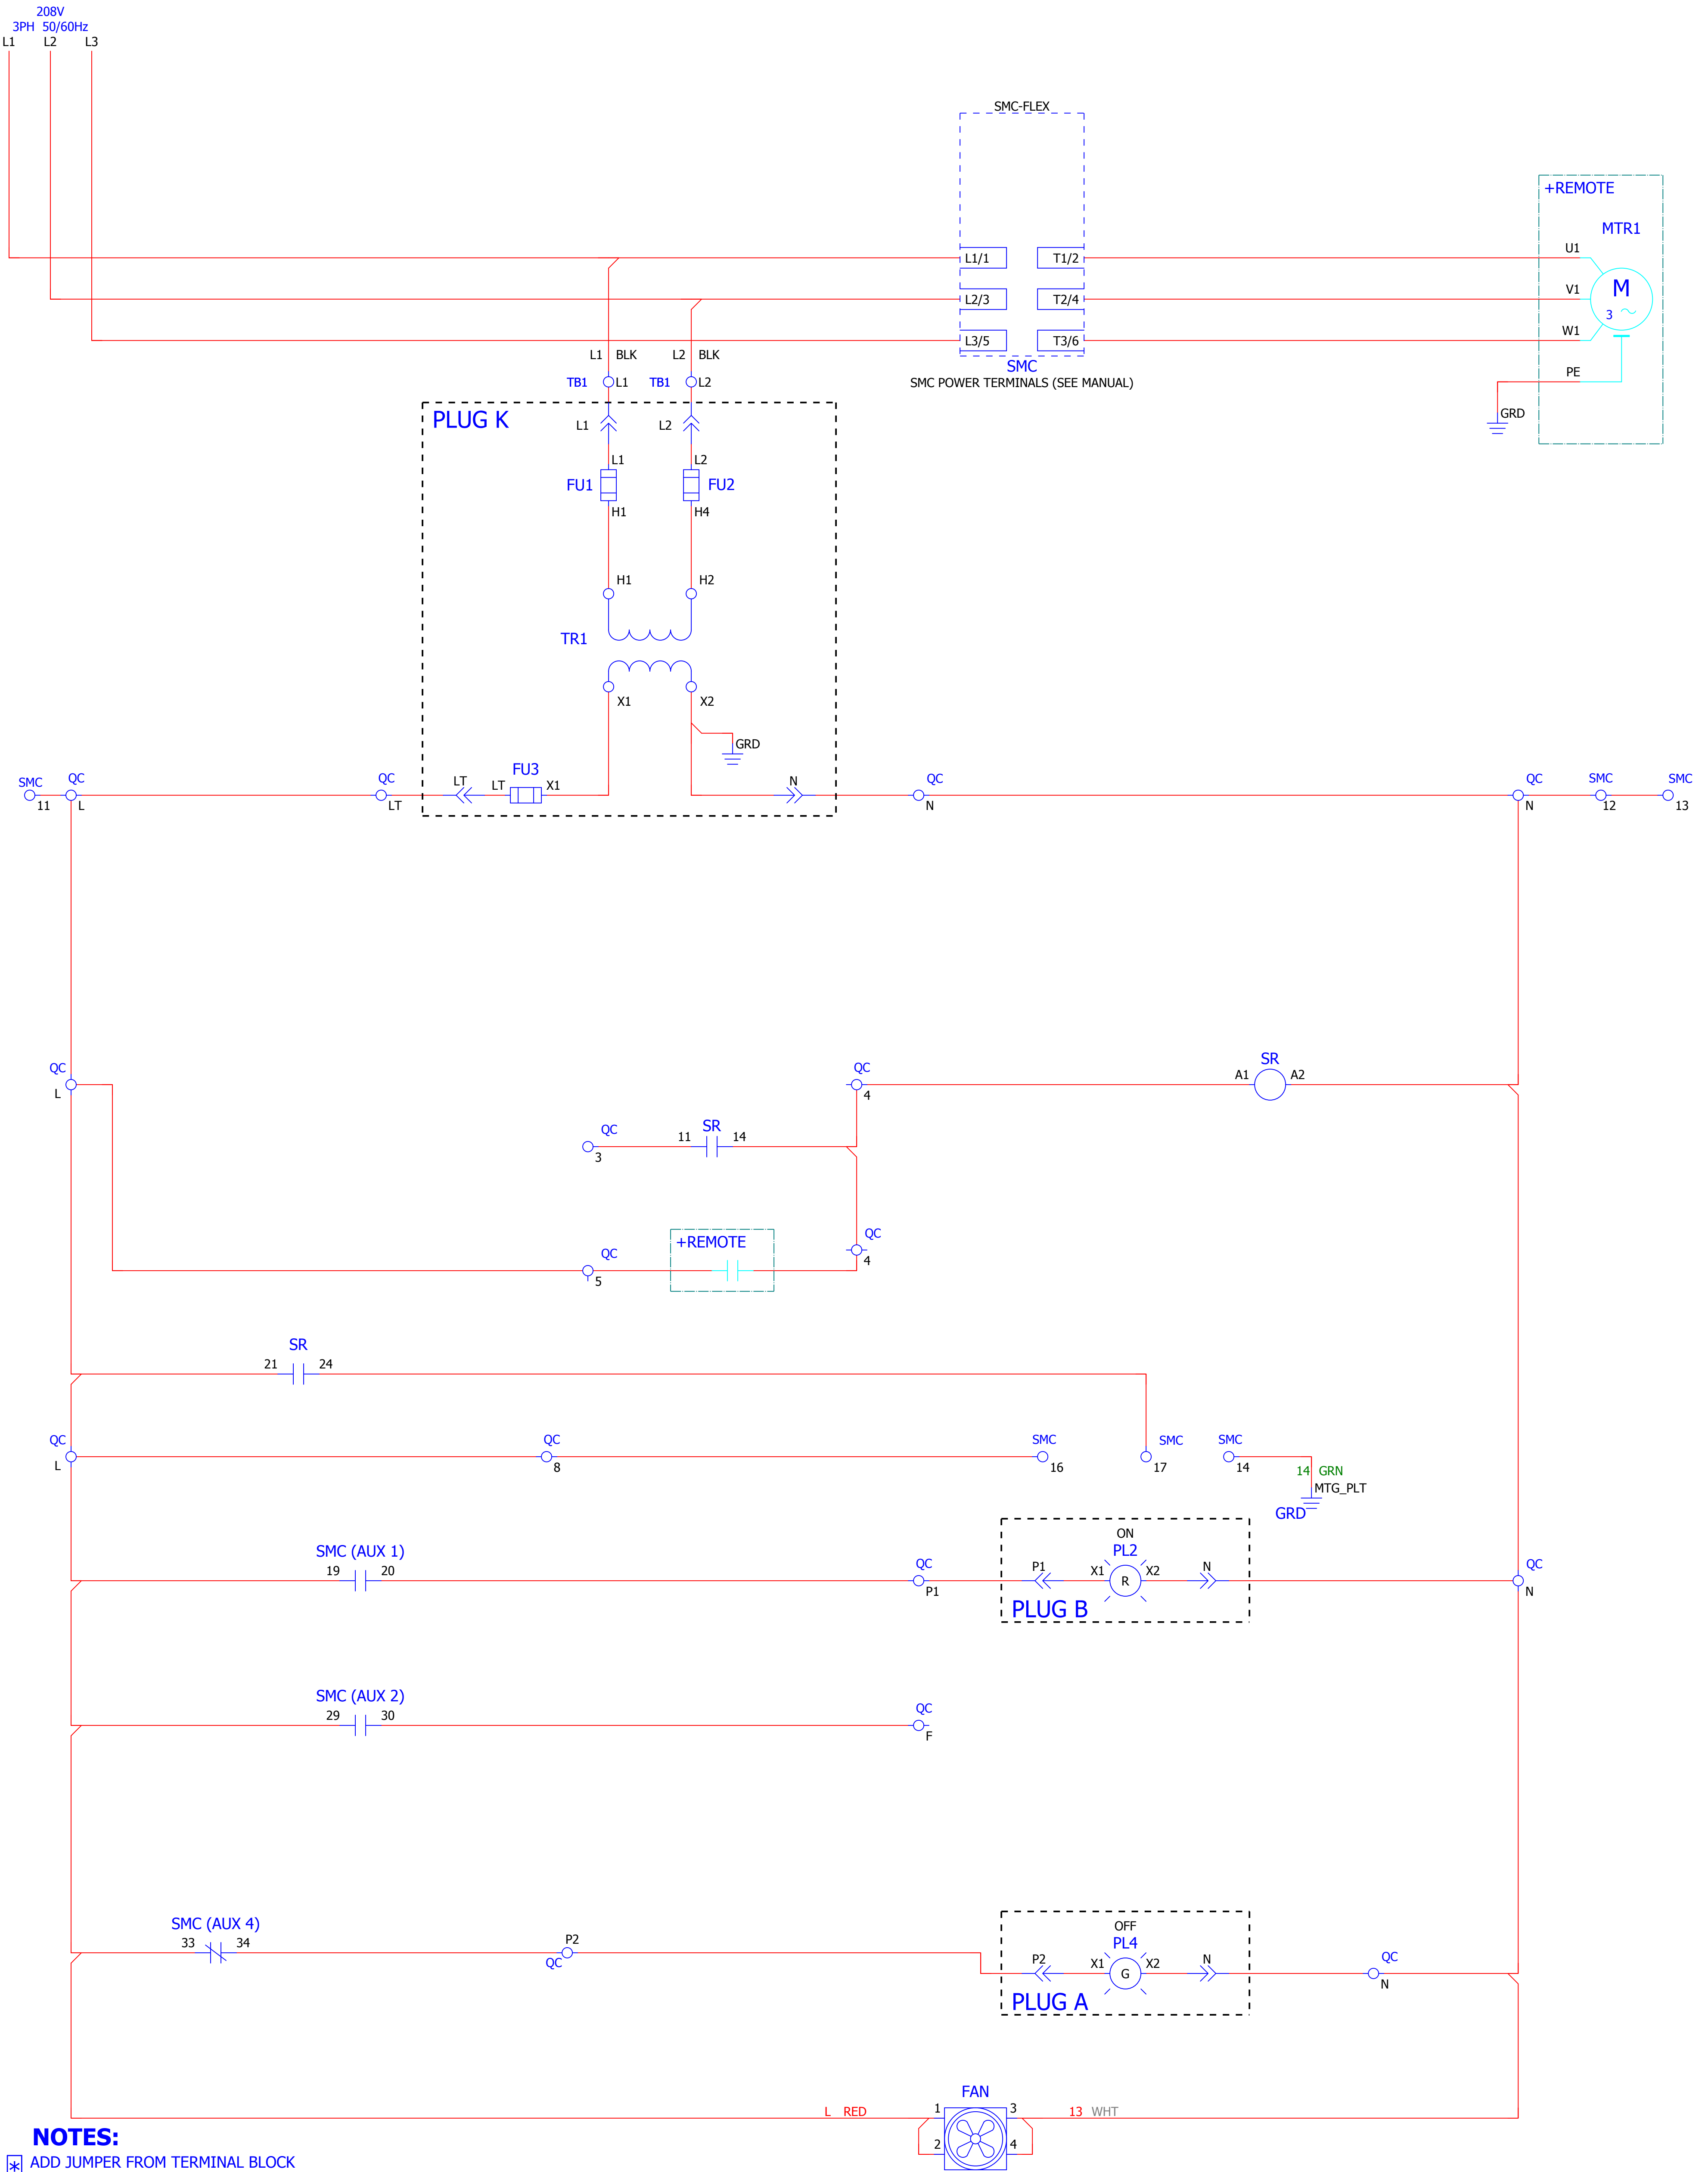 208V
3PH 50/60Hz
L1 L2 L3
SMC-FLEX
+REMOTE
MTR1
U1
L1/1 T1/2
M
3
V1
L2/3 T2/4
W1
L3/5 T3/6
L1 BLK L2 BLK
SMC
SMC POWER TERMINALS (SEE MANUAL)
PE
TB1 L1 TB1 L2
GRD
PLUG K
L1 L2
L1 L2
FU1 FU2
H1 H4
H1 H2
TR1
X1 X2
GRD
SMC QC QC LT LT FU3 X1 N QC QC SMC SMC
11 L LT N N 12 13
QC QC SR
L 4 A1 A2
QC 11 SR 14
3
QC +REMOTE QC
5 4
SR
21 24
QC QC SMC SMC SMC
L 8 16 17 14
14 GRN
MTG_PLT
GRD
ON
SMC (AUX 1) PL2
19 20 QC P1 X1 R X2 N QC
P1 N
PLUG B
SMC (AUX 2)
29 30 QC
F
SMC (AUX 4) OFF
33 34 P2 PL4
QC P2 X1 G X2 N QC
N
PLUG A
FAN
L RED 1 3 13 WHT
2 4
NOTES:
* ADD JUMPER FROM TERMINAL BLOCK